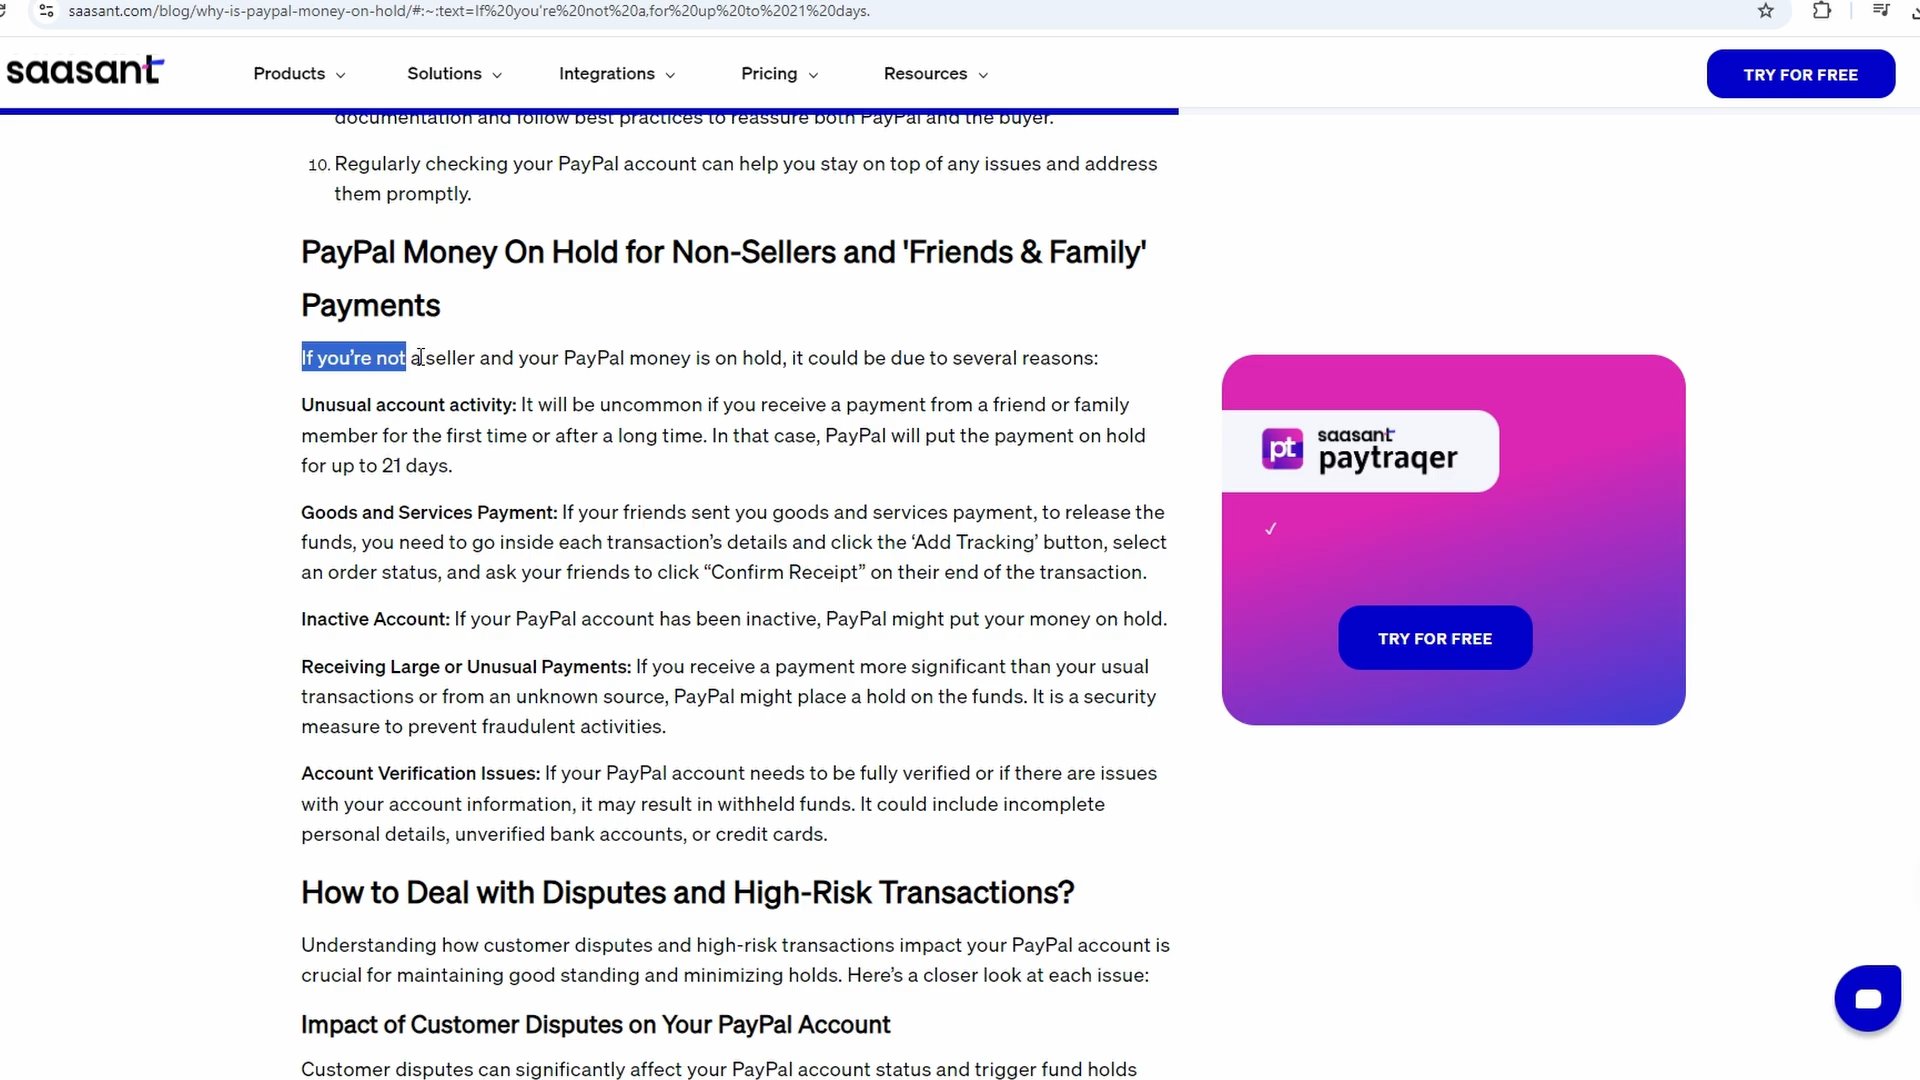 saasant.com/blog/why-is-paypal-money-on-hold/#:~:text=If%20you're%20not%20a,for%20up%20to%2021%20days.
saasant
Products
Solutions
Integrations
Pricing
Resources
TRY FOR FREE
documentation and follow best practices to reassure both PayPal and the buyer.
10. Regularly checking your PayPal account can help you stay on top of any issues and address
them promptly.
PayPal Money On Hold for Non-Sellers and 'Friends & Family'
Payments
If you’re not a seller and your PayPal money is on hold, it could be due to several reasons:
Unusual account activity: It will be uncommon if you receive a payment from a friend or family
member for the first time or after a long time. In that case, PayPal will put the payment on hold
for up to 21 days.
Goods and Services Payment: If your friends sent you goods and services payment, to release the
funds, you need to go inside each transaction’s details and click the ‘Add Tracking’ button, select
an order status, and ask your friends to click “Confirm Receipt” on their end of the transaction.
Inactive Account: If your PayPal account has been inactive, PayPal might put your money on hold.
Receiving Large or Unusual Payments: If you receive a payment more significant than your usual
transactions or from an unknown source, PayPal might place a hold on the funds. It is a security
measure to prevent fraudulent activities.
Account Verification Issues: If your PayPal account needs to be fully verified or if there are issues
with your account information, it may result in withheld funds. It could include incomplete
personal details, unverified bank accounts, or credit cards.
How to Deal with Disputes and High-Risk Transactions?
Understanding how customer disputes and high-risk transactions impact your PayPal account is
crucial for maintaining good standing and minimizing holds. Here’s a closer look at each issue:
Impact of Customer Disputes on Your PayPal Account
Customer disputes can significantly affect your PayPal account status and trigger fund holds
pt
saasant
paytraqer
TRY FOR FREE